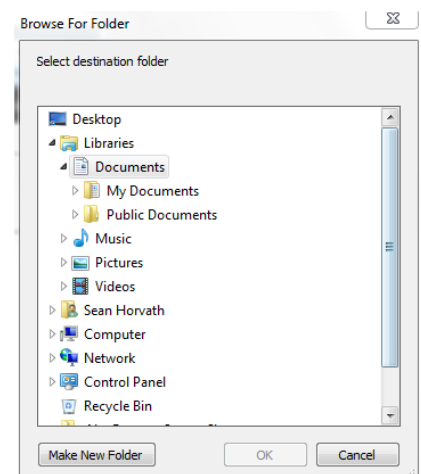 Browse For Folder
Select destination folder
Desktop
Libraries
Documents
My Documents
Public Documents
Music
Pictures
Videos
Sean Horvath
Computer
Network
Control Panel
Recycle Bin
Make New Folder
OK
Cancel